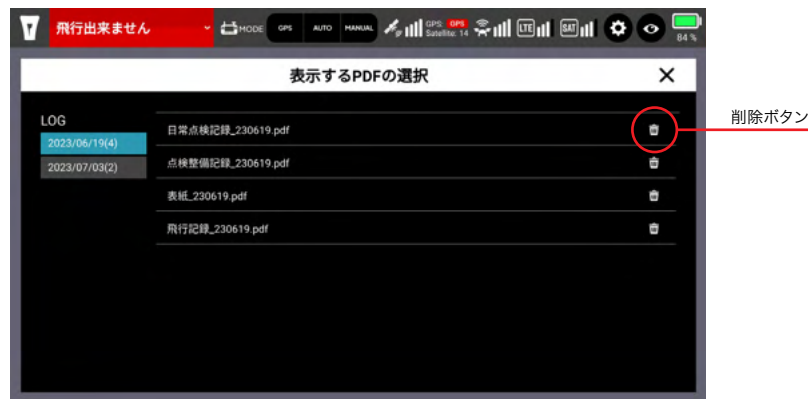 飛行出来ません
MODE GPS AUTO MANUAL
GPS: GPS
Satellite: 14
LTE
SAT
84 %
表示するPDFの選択
LOG
2023/06/19(4)
2023/07/03(2)
日常点検記録_230619.pdf
点検整備記録_230619.pdf
表紙_230619.pdf
飛行記録_230619.pdf
削除ボタン